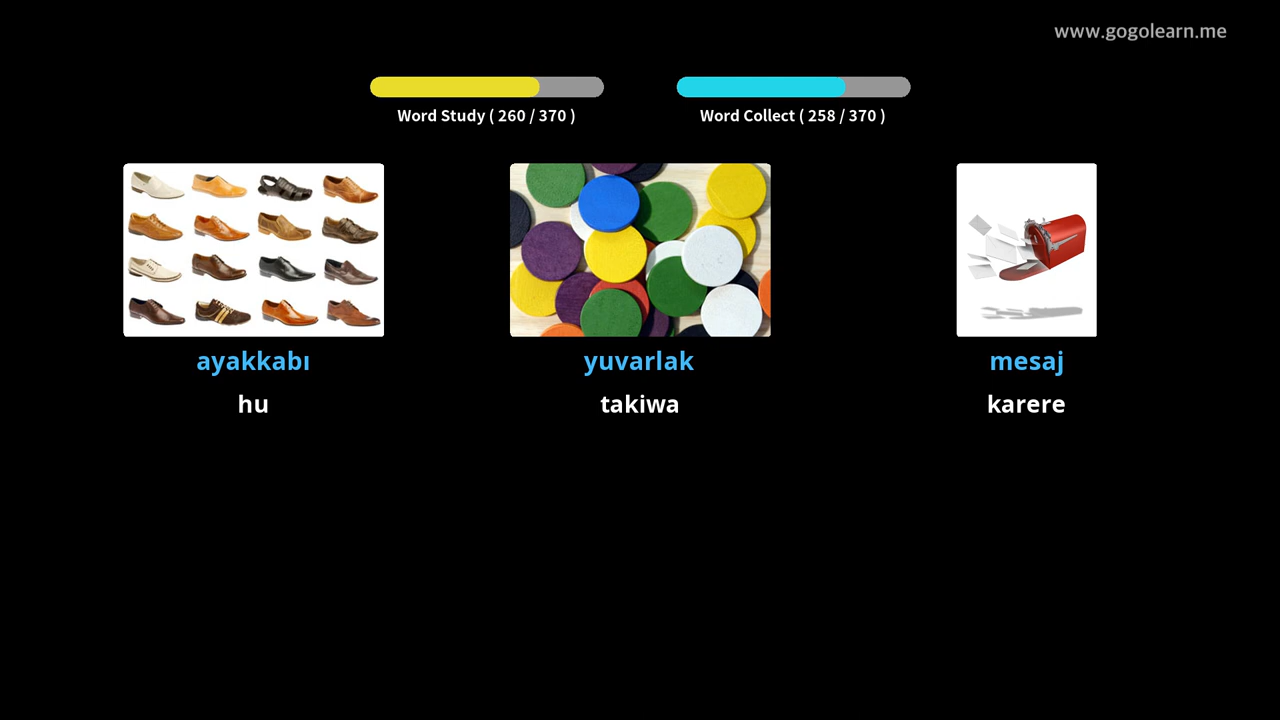 www.gogolearn.me
Word Study ( 260 / 370 )
Word Collect ( 258 / 370 )
ayakkabı
yuvarlak
mesaj
hu
takiwa
karere